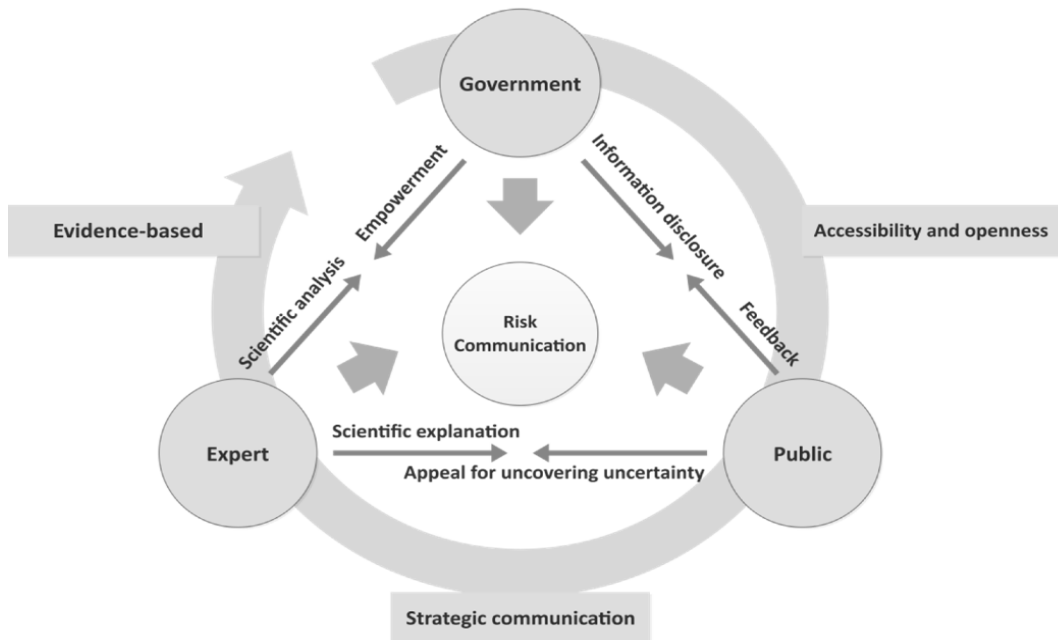 Government
Empowerment
Information disclosure
Evidence-based
Accessibility and openness
Scientific analysis
Feedback
Risk
Communication
Expert
Scientific explanation
Appeal for uncovering uncertainty
Public
Strategic communication